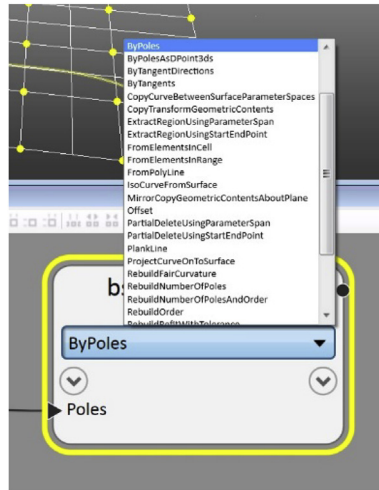 ByPoles
ByPolesAsDPoint3ds
ByTangentDirections
ByTangents
CopyCurveBetweenSurfaceParameterSpaces
CopyTransformGeometricContents
ExtractRegionUsingParameterSpan
ExtractRegionUsingStartEndPoint
FromElementsInCell
FromElementsInRange
FromPolyLine
IsoCurveFromSurface
MirrorCopyGeometricContentsAboutPlane
Offset
PartialDeleteUsingParameterSpan
PartialDeleteUsingStartEndPoint
PlankLine
ProjectCurveOnToSurface
RebuildFairCurvature
RebuildNumberOfPoles
RebuildNumberOfPolesAndOrder
RebuildOrder
RebuildRefitWithTolerance
ByPoles
Poles